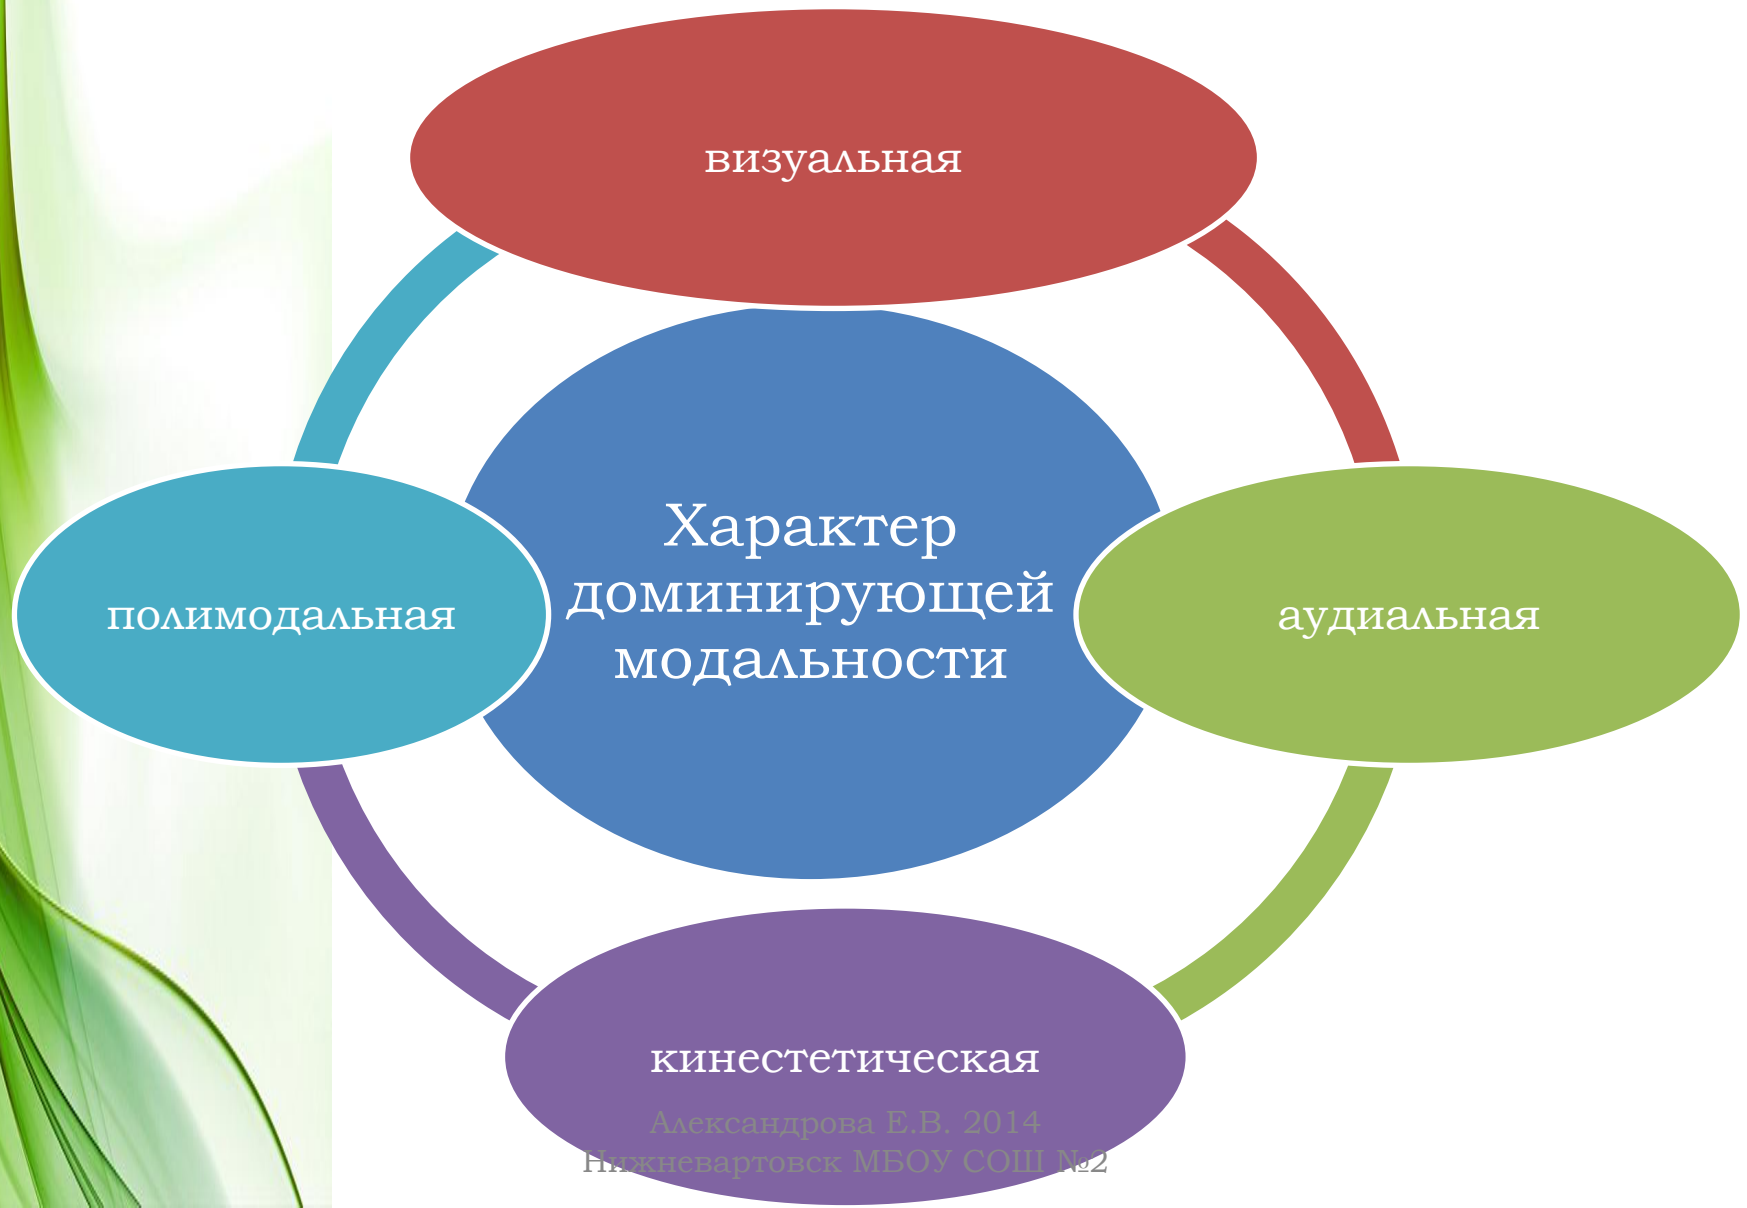 визуальная
Характер
доминирующей
модальности
полимодальная
аудиальная
кинестетическая
Александрова Е.В. 2014
Нижневартовск МБОУ СОШ №2